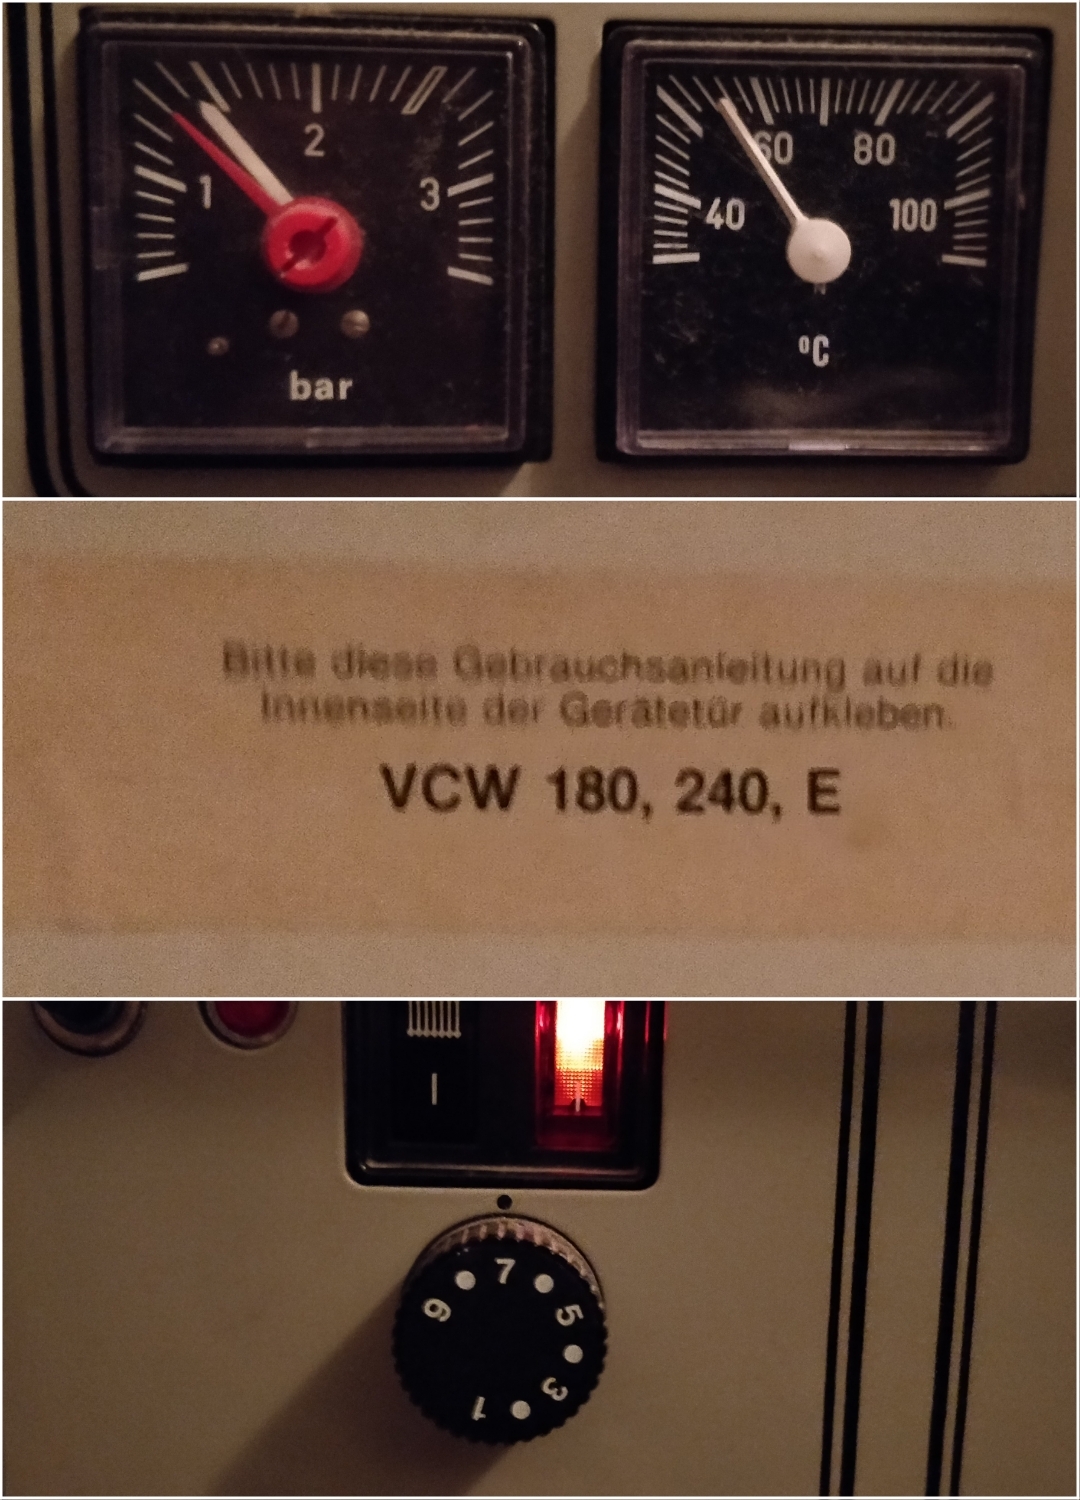 2
1
3
bar
60
80
40
100
°C
Bitte diese Gebrauchsanleitung auf die
Innenseite der Gerätetür aufkleben.
VCW 180, 240, E
7
9
5
3
1